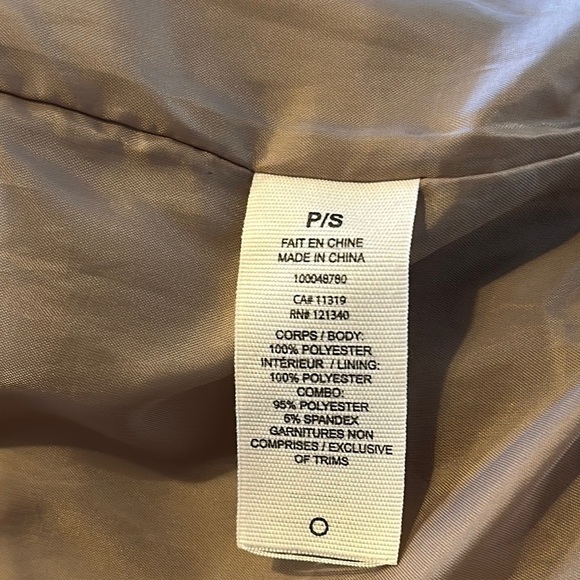 P/S
FAIT EN CHINE
MADE IN CHINA
100048780
CA# 11319
RN# 121340
CORPS / BODY:
100% POLYESTER
INTÉRIEUR / LINING:
100% POLYESTER
COMBO:
95% POLYESTER
5% SPANDEX
GARNITURES NON
COMPRISES / EXCLUSIVE
OF TRIMS